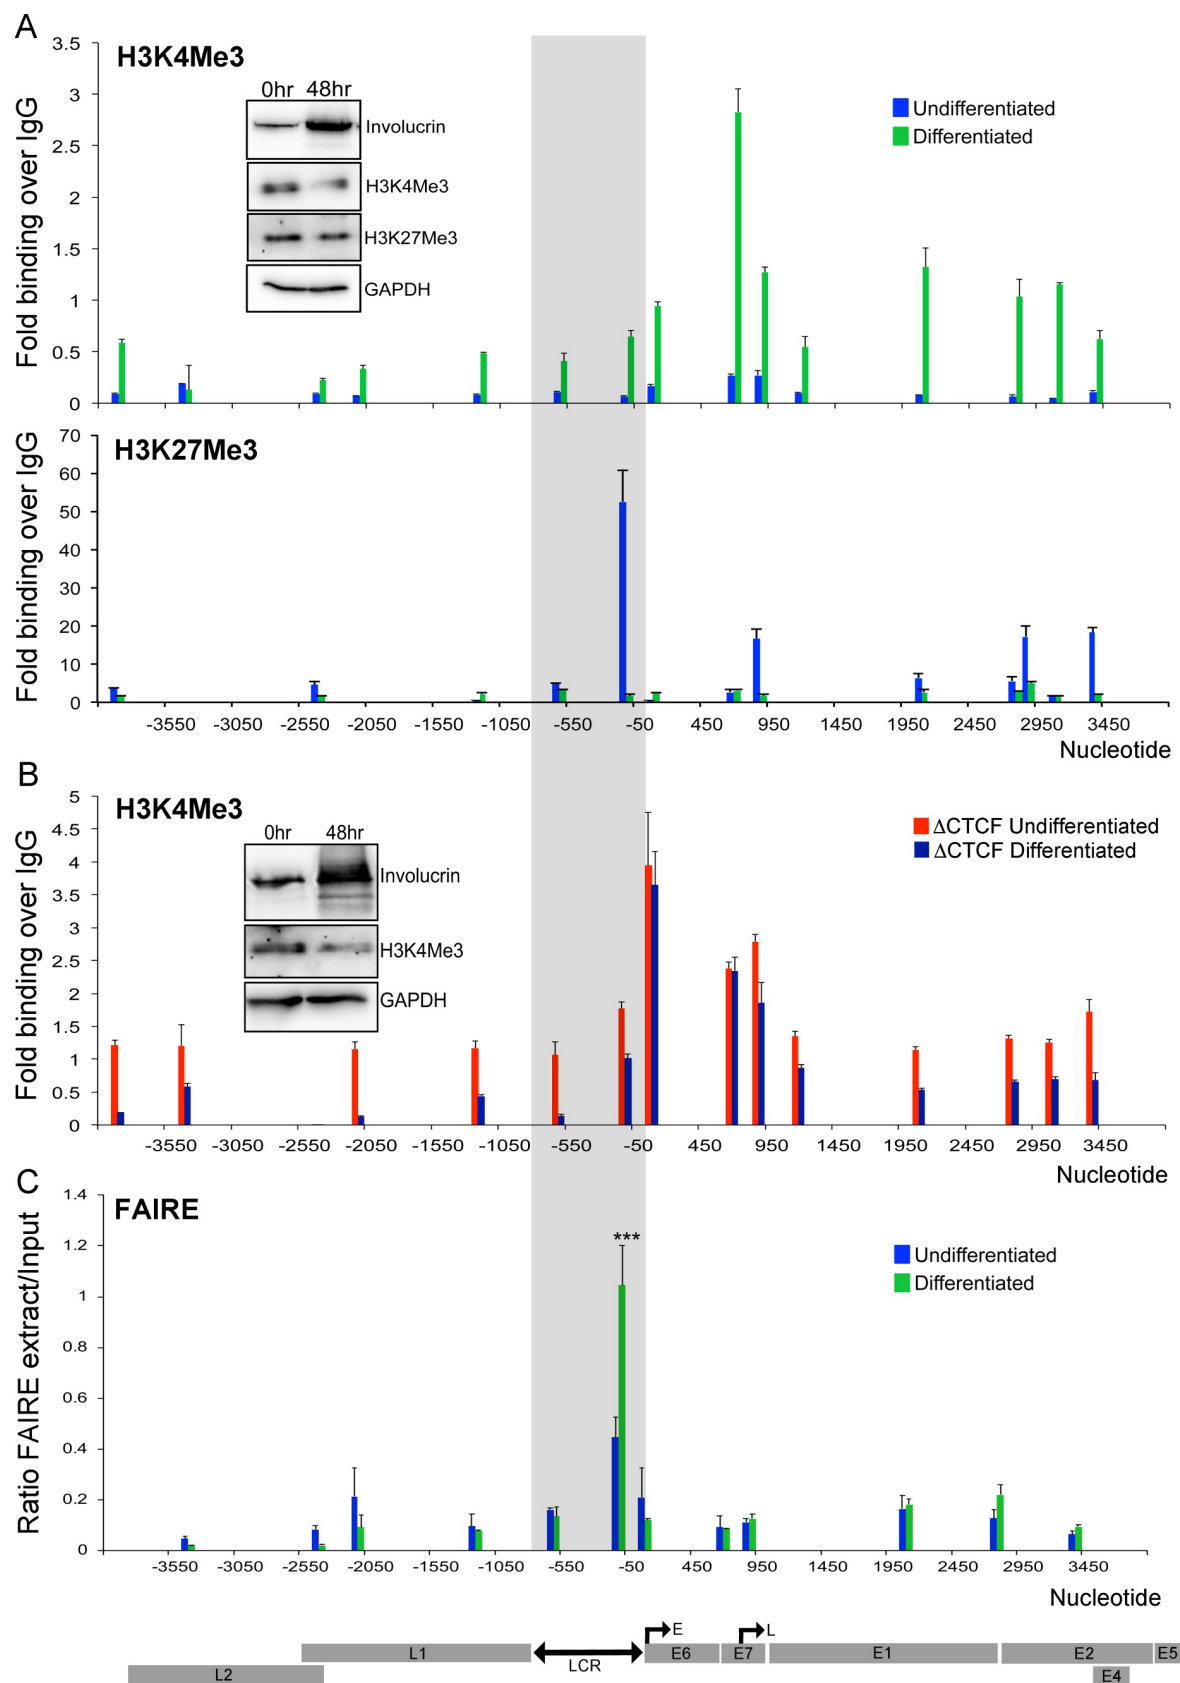 A
H3K4Me3
Fold binding over IgG
3.5
3
2.5
2
1.5
1
0.5
0
0hr 48hr
Involucrin
H3K4Me3
H3K27Me3
GAPDH
Undifferentiated
Differentiated
H3K27Me3
Fold binding over IgG
70
60
50
40
30
20
10
0
-3550 -3050 -2550 -2050 -1550 -1050 -550 -50 450 950 1450 1950 2450 2950 3450
Nucleotide
B
H3K4Me3
Fold binding over IgG
5
4.5
4
3.5
3
2.5
2
1.5
1
0.5
0
0hr 48hr
Involucrin
H3K4Me3
GAPDH
ΔCTCF Undifferentiated
ΔCTCF Differentiated
-3550 -3050 -2550 -2050 -1550 -1050 -550 -50 450 950 1450 1950 2450 2950 3450
Nucleotide
C
FAIRE
Ratio FAIRE extract/Input
1.4
1.2
1
0.8
0.6
0.4
0.2
0
***
Undifferentiated
Differentiated
-3550 -3050 -2550 -2050 -1550 -1050 -550 -50 450 950 1450 1950 2450 2950 3450
Nucleotide
E L
L1 LCR E6 E7 E1 E2 E5
L2 E4